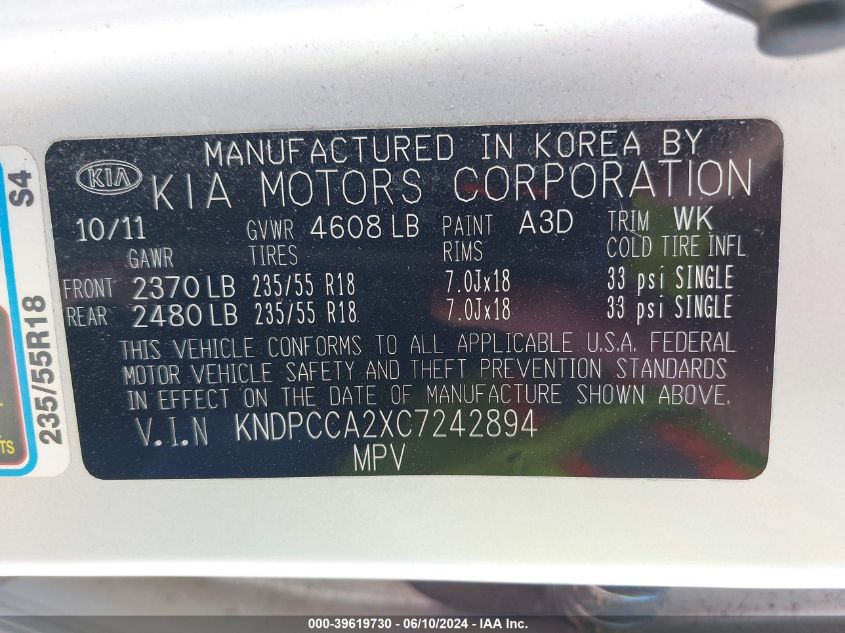 MANUFACTURED IN KOREA BY
KIA KIA MOTORS CORPORATION
10/11 GVWR 4608 LB PAINT A3D TRIM WK
GAWR TIRES RIMS COLD TIRE INFL
FRONT 2370 LB 235/55 R18 7.0Jx18 33 psi SINGLE
REAR 2480 LB 235/55 R18 7.0Jx18 33 psi SINGLE
THIS VEHICLE CONFORMS TO ALL APPLICABLE U.S.A. FEDERAL
MOTOR VEHICLE SAFETY AND THEFT PREVENTION STANDARDS
IN EFFECT ON THE DATE OF MANUFACTURE SHOWN ABOVE.
V.I.N KNDPCCA2XC7242894
MPV
235/55R18 S4
000-39619730 - 06/10/2024 - IAA Inc.